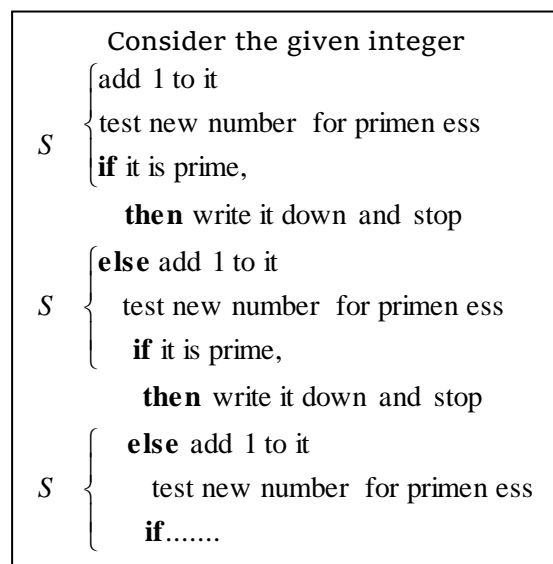 Consider the given integer
add 1 to it
S test new number for primen ess
if it is prime,
then write it down and stop
else add 1 to it
S test new number for primen ess
if it is prime,
then write it down and stop
else add 1 to it
S test new number for primen ess
if.......